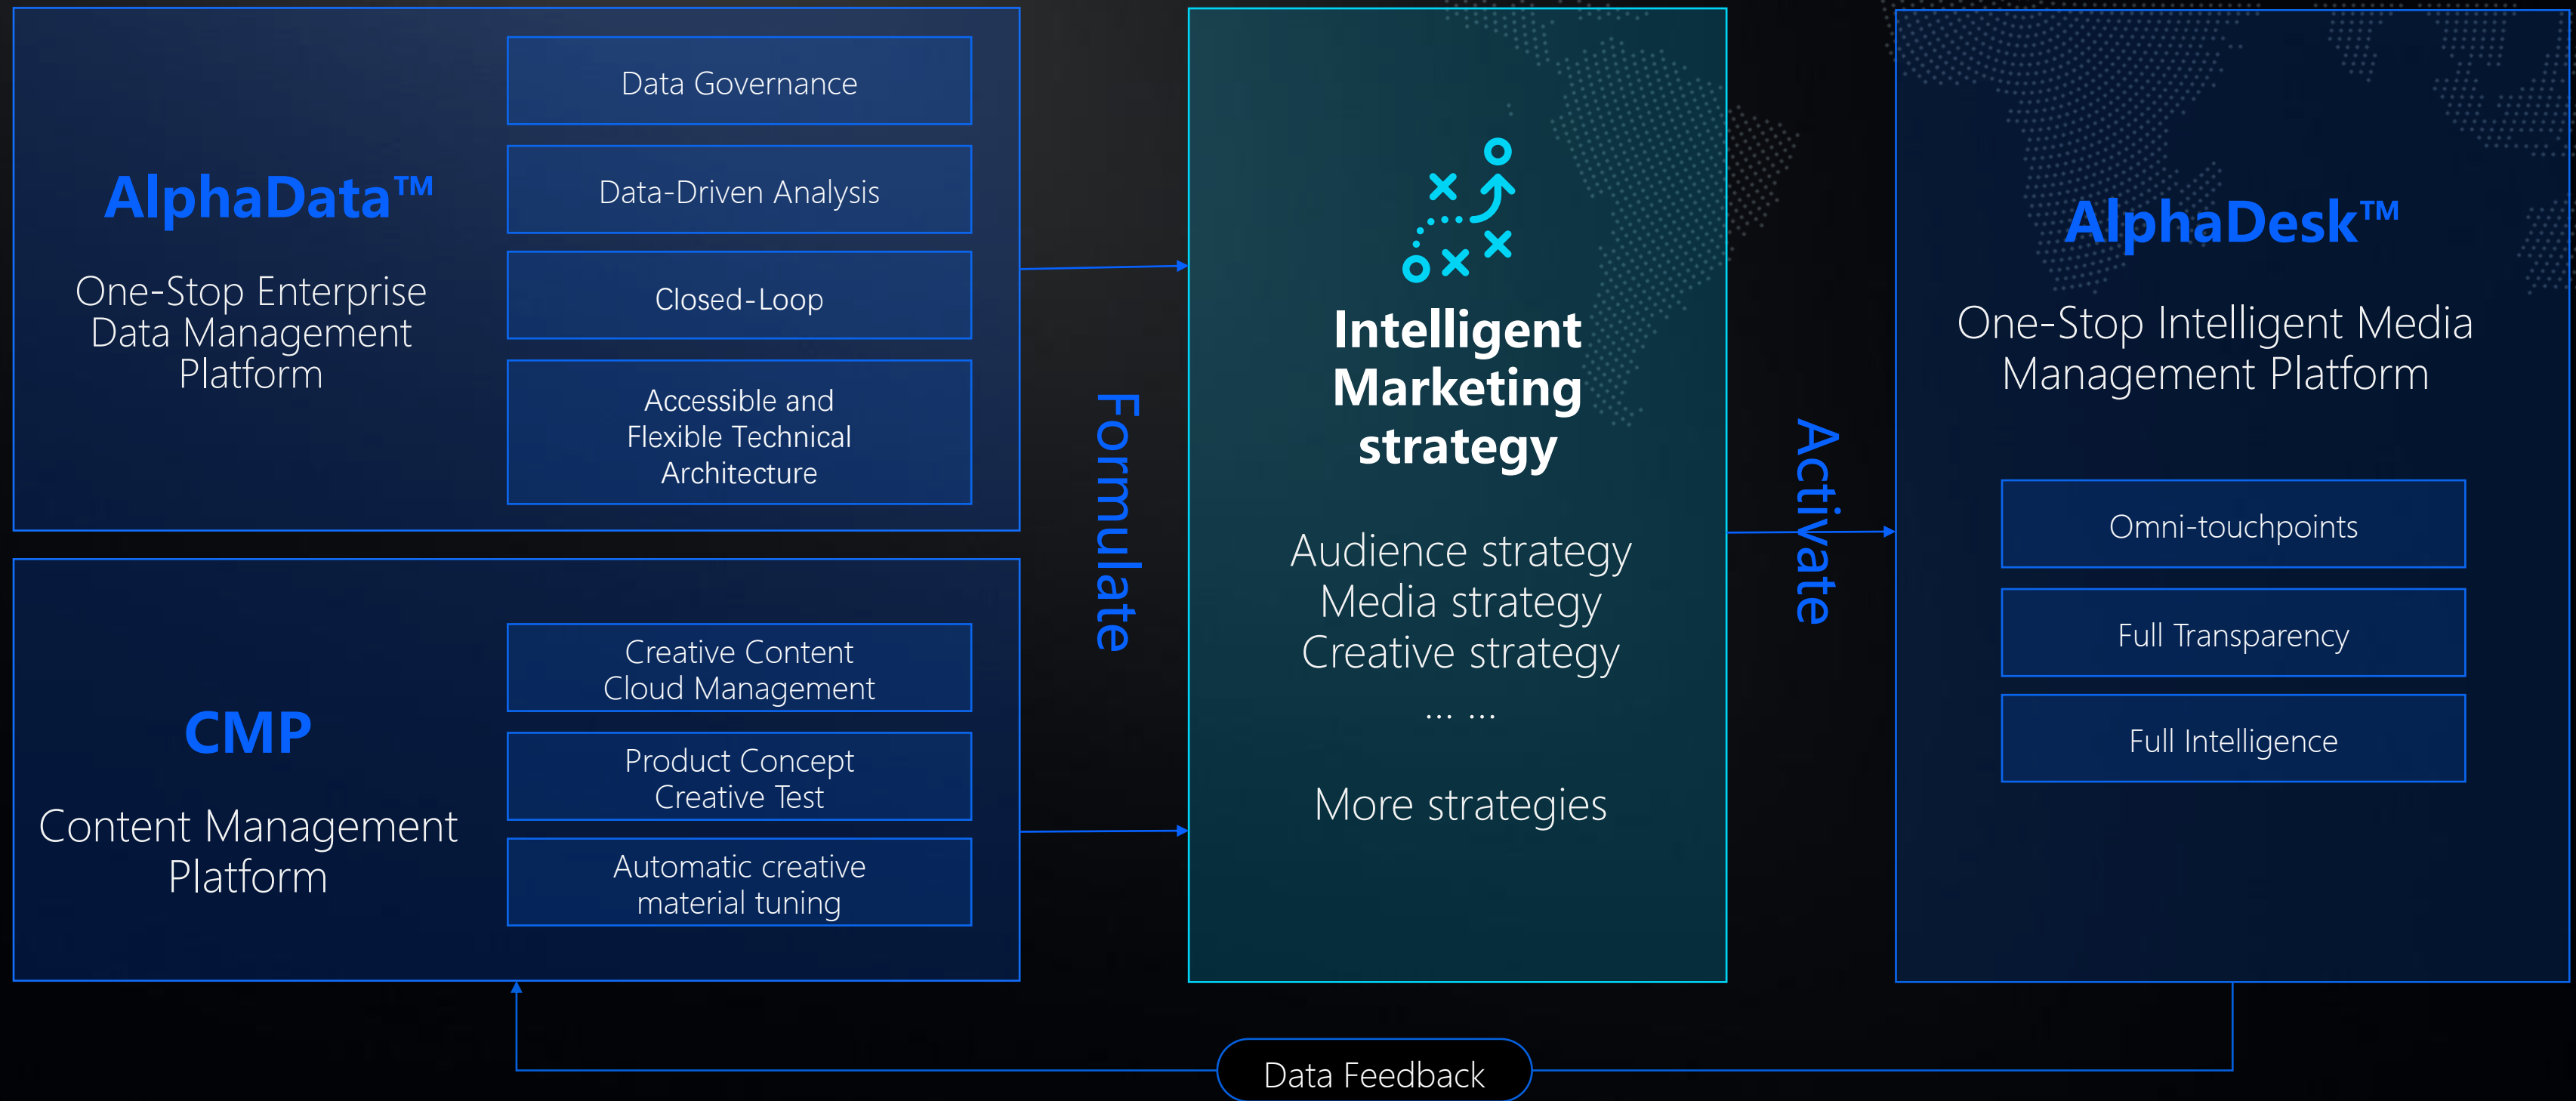 AlphaData™
One-Stop Enterprise
Data Management
Platform
Data Governance
Data-Driven Analysis
Closed-Loop
Accessible and
Flexible Technical
Architecture
CMP
Content Management
Platform
Creative Content
Cloud Management
Product Concept
Creative Test
Automatic creative
material tuning
Formulate
Intelligent
Marketing
strategy
Audience strategy
Media strategy
Creative strategy
... ...
More strategies
Activate
AlphaDesk™
One-Stop Intelligent Media
Management Platform
Omni-touchpoints
Full Transparency
Full Intelligence
Data Feedback